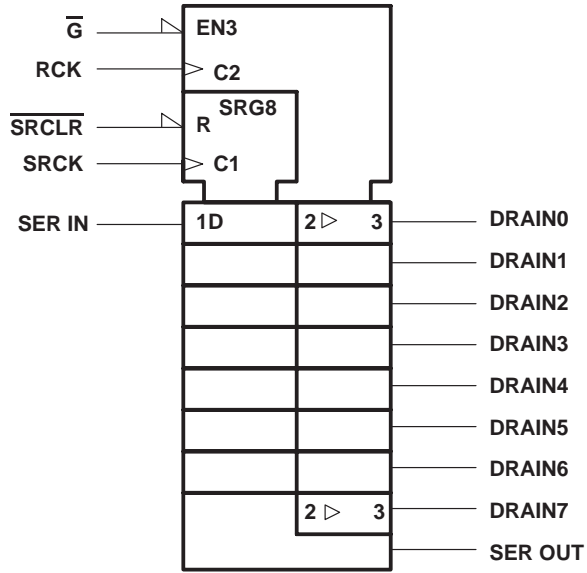 G̅ EN3
RCK C2
SRG8
S̅R̅C̅L̅R̅ R
SRCK C1
SER IN 1D 2 3 DRAIN0
DRAIN1
DRAIN2
DRAIN3
DRAIN4
DRAIN5
DRAIN6
2 3 DRAIN7
SER OUT